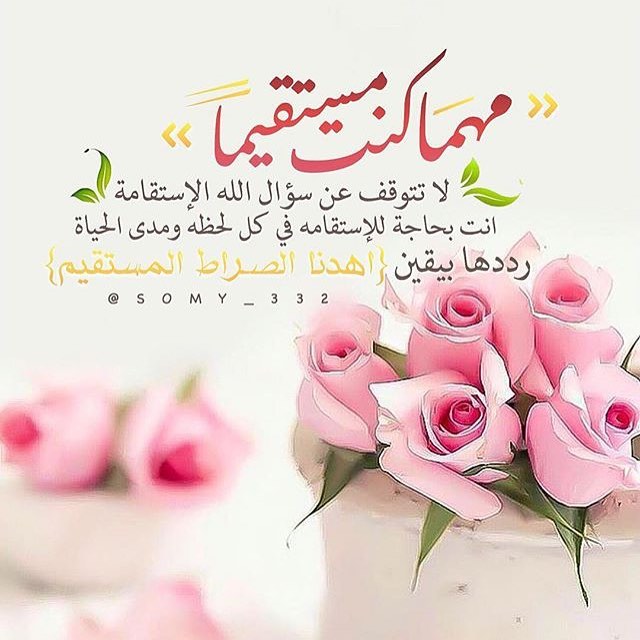 « مهما كنت مستقيماً »
لا تتوقف عن سؤال الله الإستقامة
انت بحاجة للإستقامه في كل لحظه ومدى الحياة
رددها بيقين {اهدنا الصراط المستقيم}
@SOMY_332